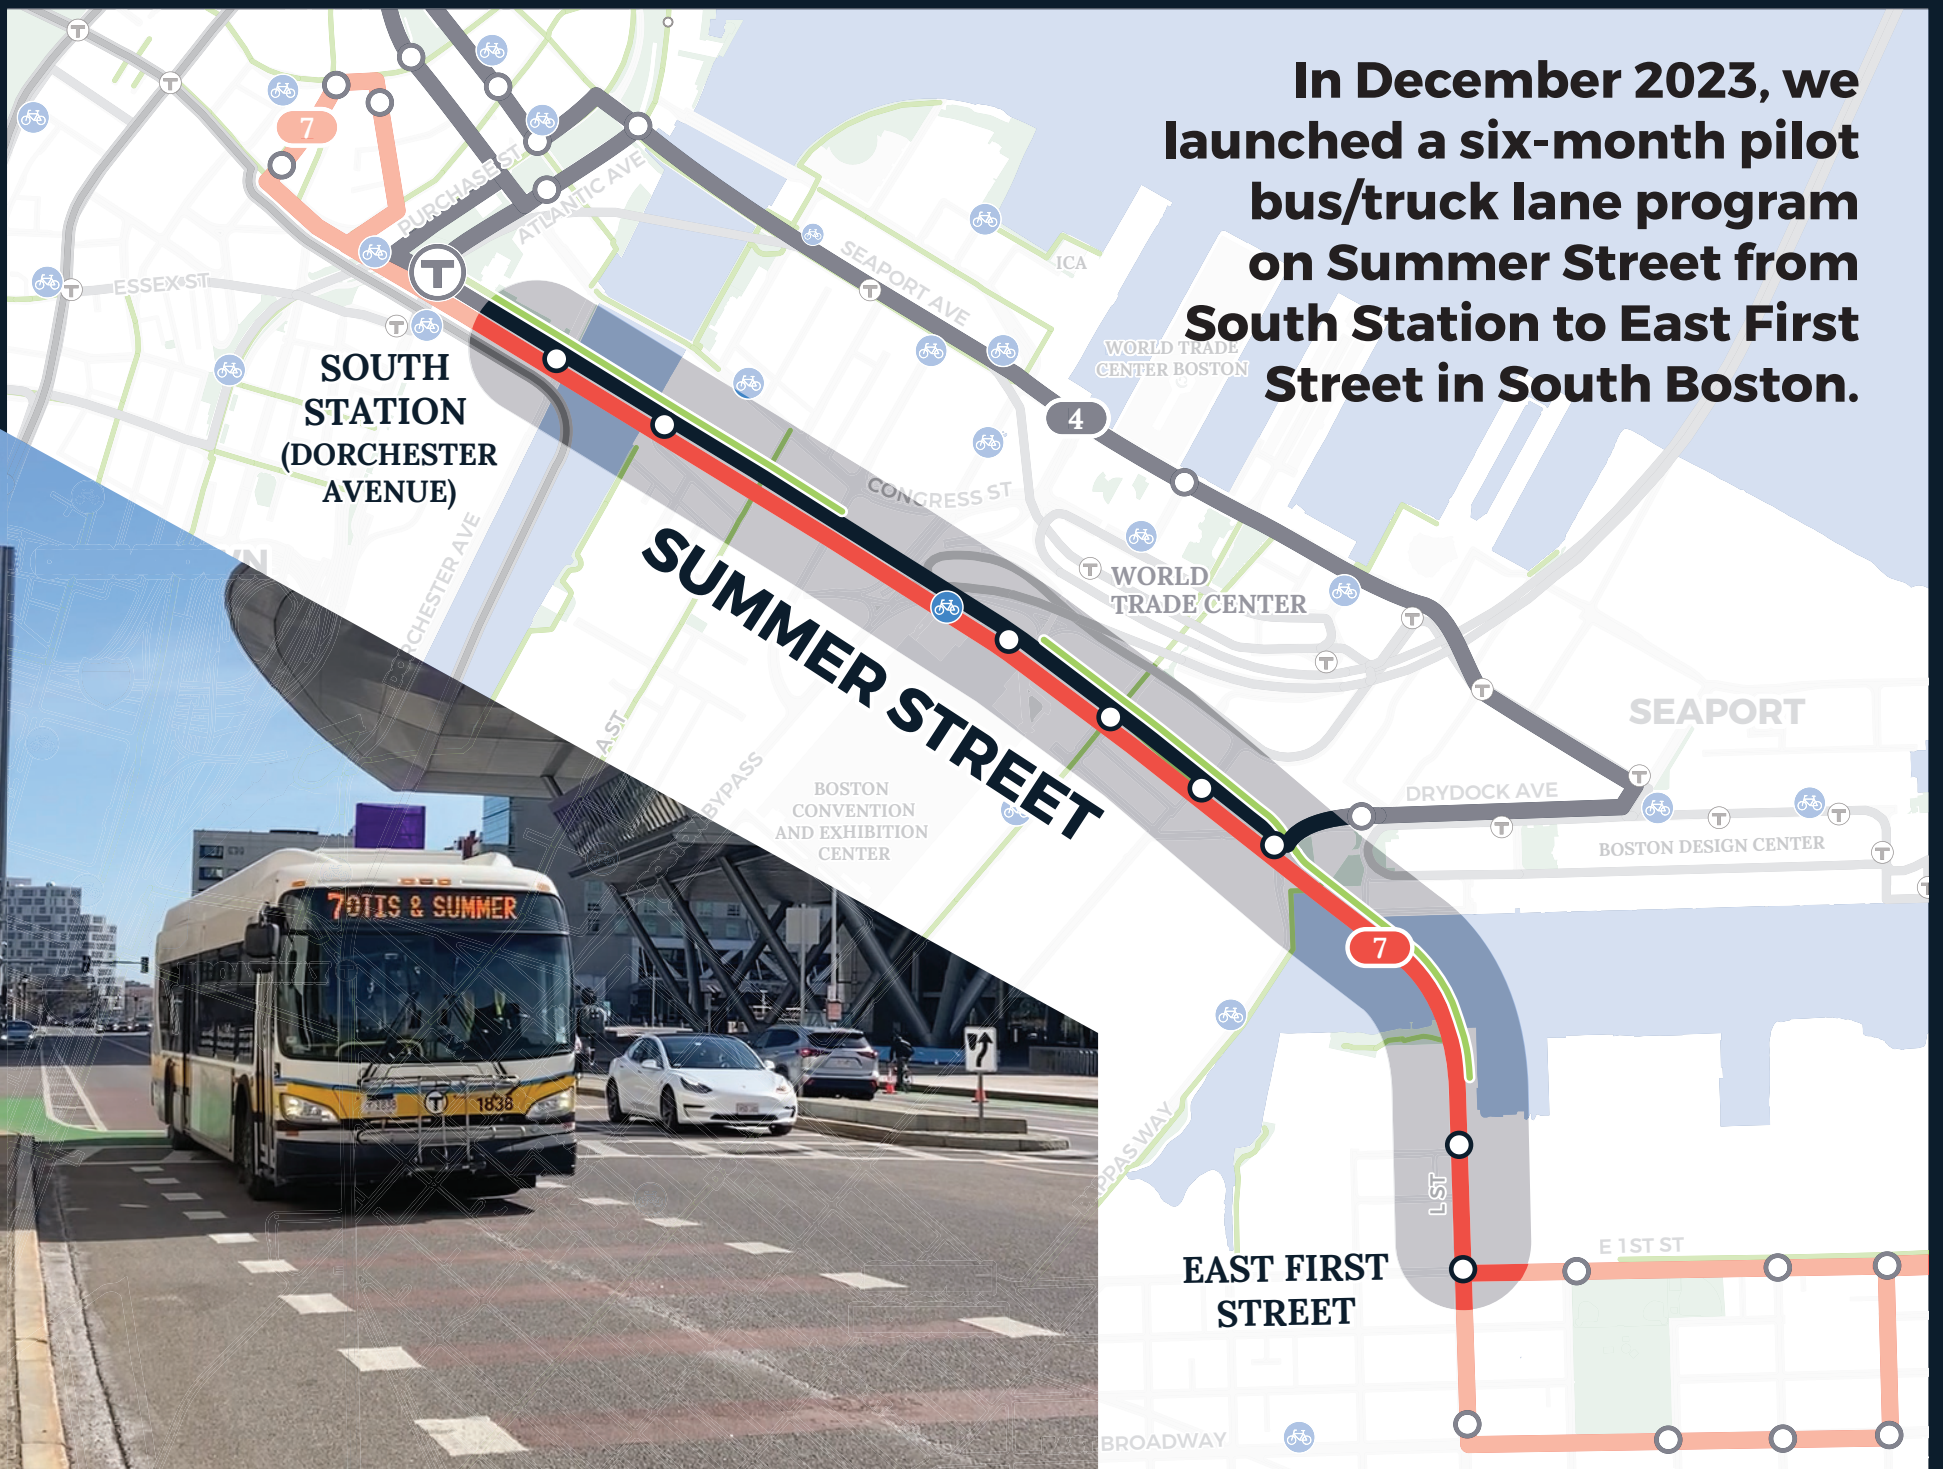 In December 2023, we
launched a six-month pilot
bus/truck lane program
on Summer Street from
South Station to East First
Street in South Boston.
7
PURCHASE ST
ATLANTIC AVE
ESSEX ST
SEAPORT AVE
ICA
WORLD TRADE
CENTER BOSTON
4
SOUTH
STATION
(DORCHESTER
AVENUE)
CONGRESS ST
SUMMER STREET
WORLD
TRADE CENTER
SEAPORT
DRYDOCK AVE
BOSTON DESIGN CENTER
A ST
BYPASS
BOSTON
CONVENTION
AND EXHIBITION
CENTER
7
7 OTIS & SUMMER
T
1838
L ST
E 1ST ST
EAST FIRST
STREET
BROADWAY